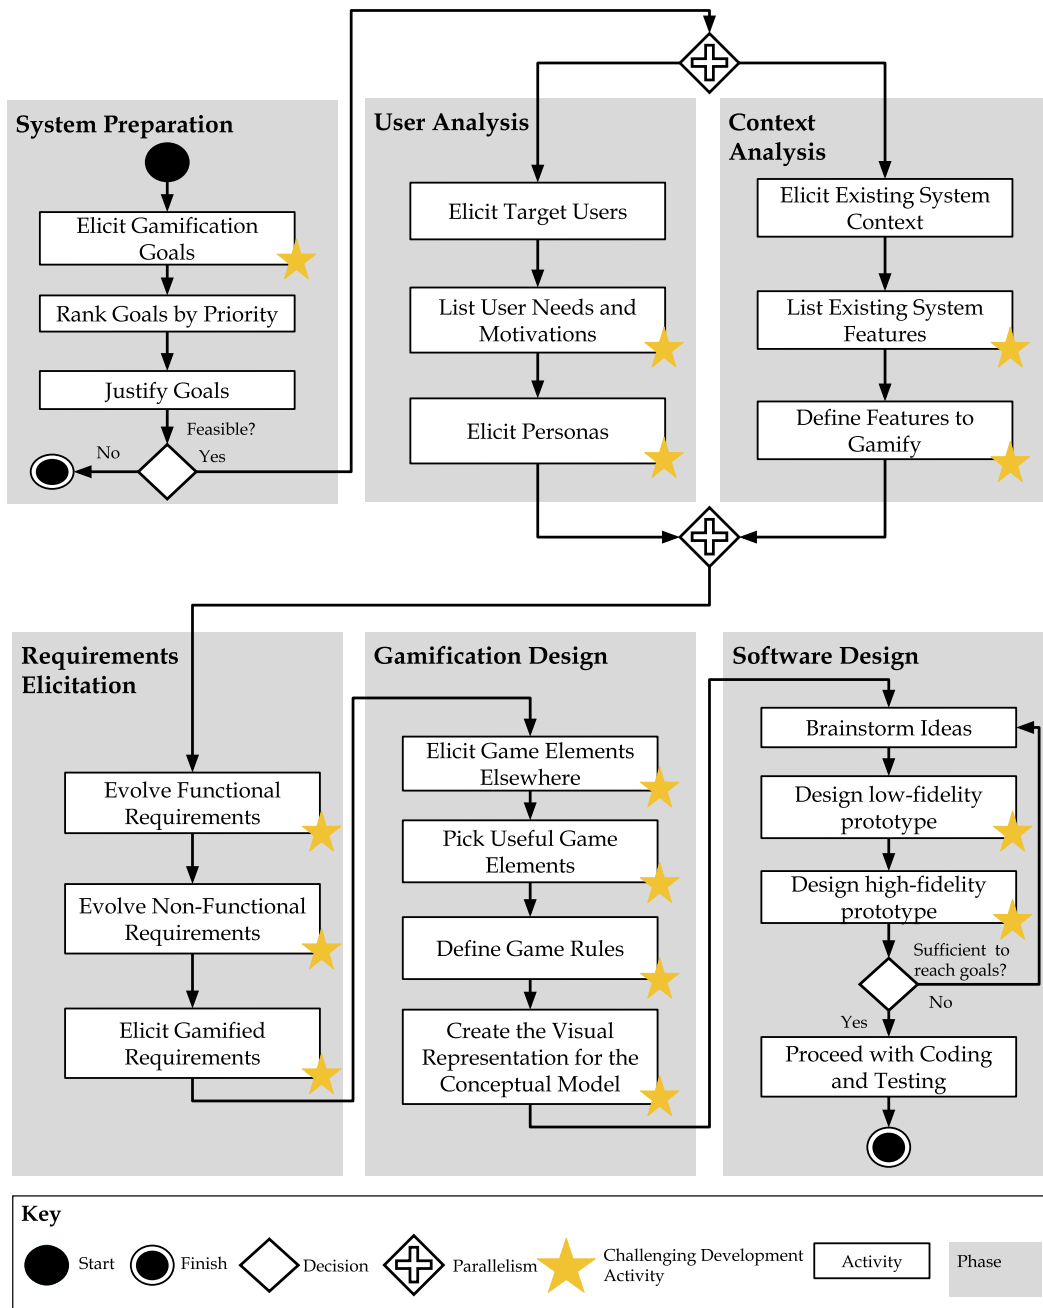 System Preparation
Elicit Gamification
Goals
Rank Goals by Priority
Justify Goals
Feasible?
No
Yes
User Analysis
Elicit Target Users
List User Needs and
Motivations
Elicit Personas
Context
Analysis
Elicit Existing System
Context
List Existing System
Features
Define Features to
Gamify
Requirements
Elicitation
Evolve Functional
Requirements
Evolve Non-Functional
Requirements
Elicit Gamified
Requirements
Gamification Design
Elicit Game Elements
Elsewhere
Pick Useful Game
Elements
Define Game Rules
Create the Visual
Representation for the
Conceptual Model
Software Design
Brainstorm Ideas
Design low-fidelity
prototype
Design high-fidelity
prototype
Sufficient to
reach goals?
No
Yes
Proceed with Coding
and Testing
Key
Start
Finish
Decision
Parallelism
Challenging Development
Activity
Activity
Phase